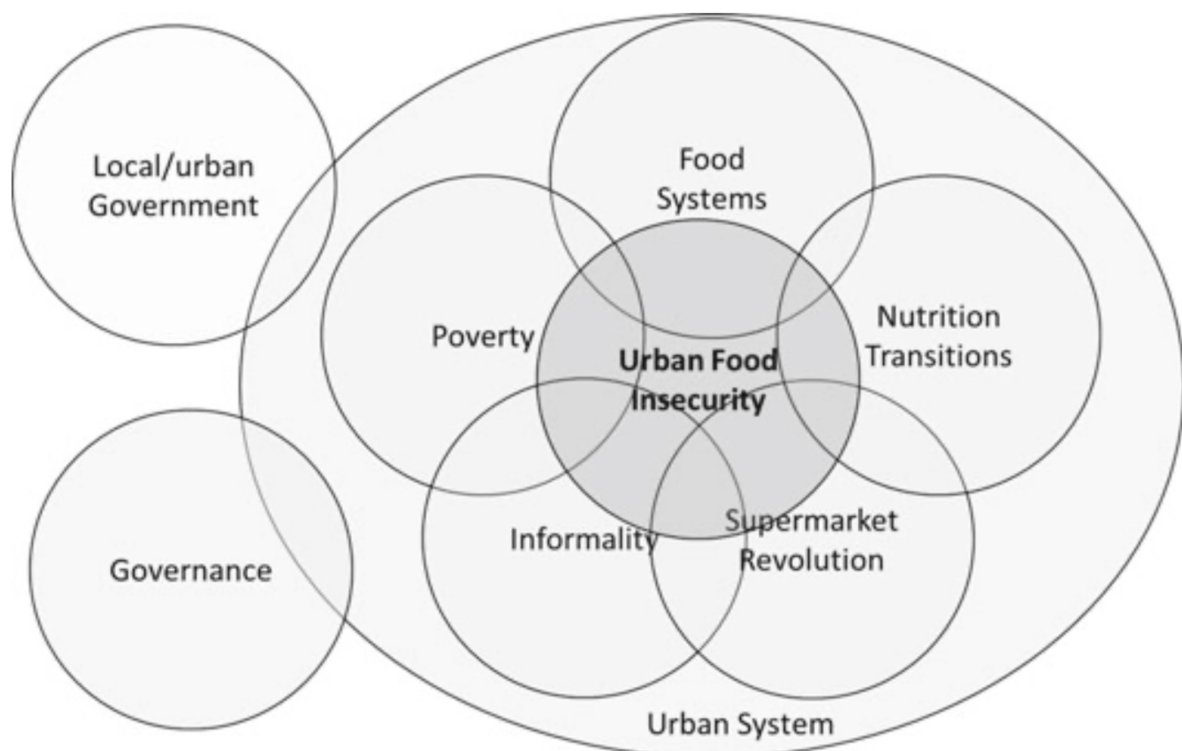 Local/urban
Government
Food
Systems
Poverty
Nutrition
Transitions
Urban Food
Insecurity
Informality
Supermarket
Revolution
Governance
Urban System